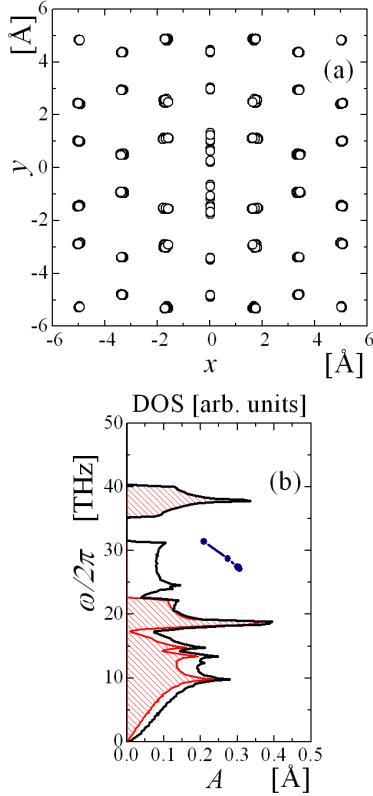 [Å]
6
(a)
4
2
y
0
-2
-4
-6
-6 -4 -2 0 2 4 6
x [Å]
DOS [arb. units]
50
(b)
[THz]
40
30
ω/2π
20
10
0
0.0 0.1 0.2 0.3 0.4 0.5
A [Å]